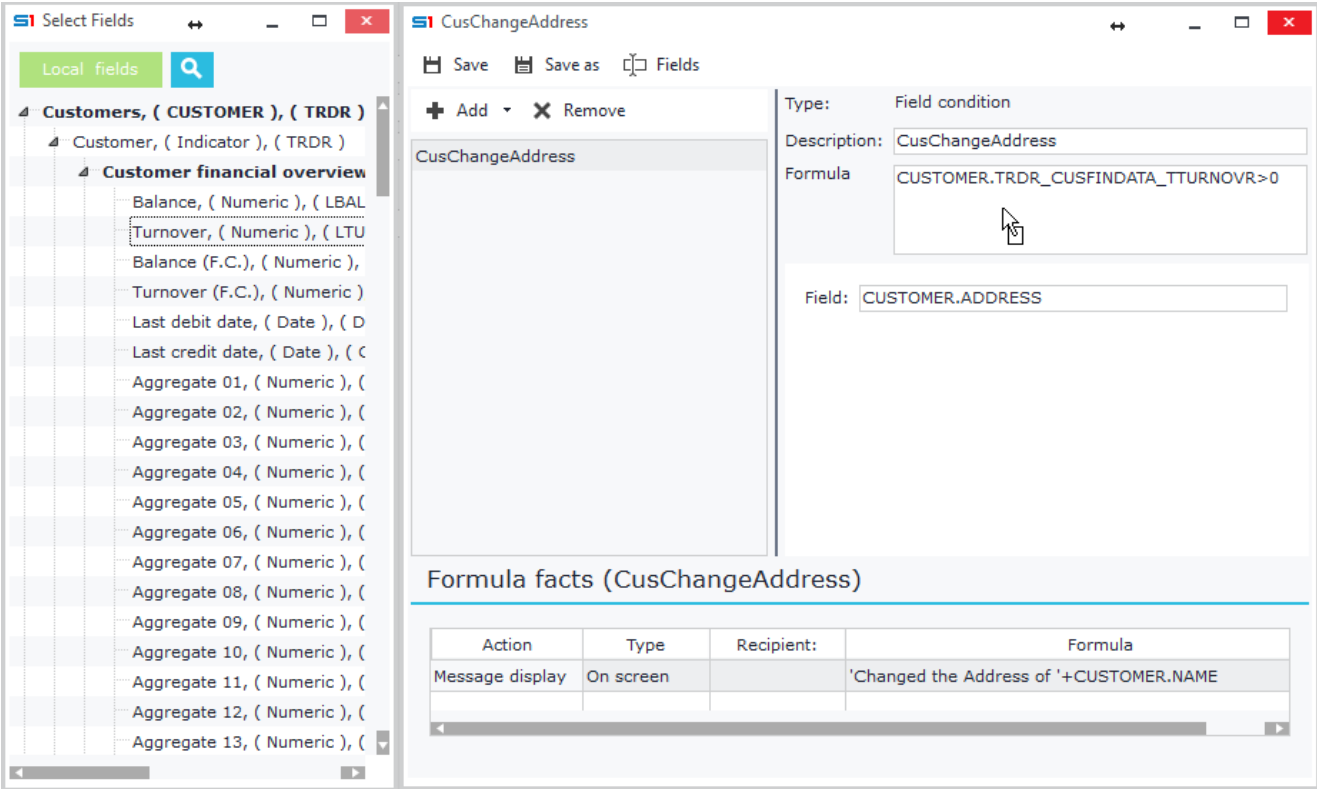 S1 Select Fields
Local fields
Customers, ( CUSTOMER ), ( TRDR )
Customer, ( Indicator ), ( TRDR )
Customer financial overview
Balance, ( Numeric ), ( LBAL
Turnover, ( Numeric ), ( LTU
Balance (F.C.), ( Numeric ),
Turnover (F.C.), ( Numeric )
Last debit date, ( Date ), ( D
Last credit date, ( Date ), ( C
Aggregate 01, ( Numeric ), (
Aggregate 02, ( Numeric ), (
Aggregate 03, ( Numeric ), (
Aggregate 04, ( Numeric ), (
Aggregate 05, ( Numeric ), (
Aggregate 06, ( Numeric ), (
Aggregate 07, ( Numeric ), (
Aggregate 08, ( Numeric ), (
Aggregate 09, ( Numeric ), (
Aggregate 10, ( Numeric ), (
Aggregate 11, ( Numeric ), (
Aggregate 12, ( Numeric ), (
Aggregate 13, ( Numeric ), (
S1 CusChangeAddress
Save Save as Fields
Add Remove
CusChangeAddress
Type: Field condition
Description: CusChangeAddress
Formula CUSTOMER.TRDR_CUSFINDATA_TTURNOVR>0
Field: CUSTOMER.ADDRESS
Formula facts (CusChangeAddress)
Action Type Recipient: Formula
Message display On screen 'Changed the Address of '+CUSTOMER.NAME